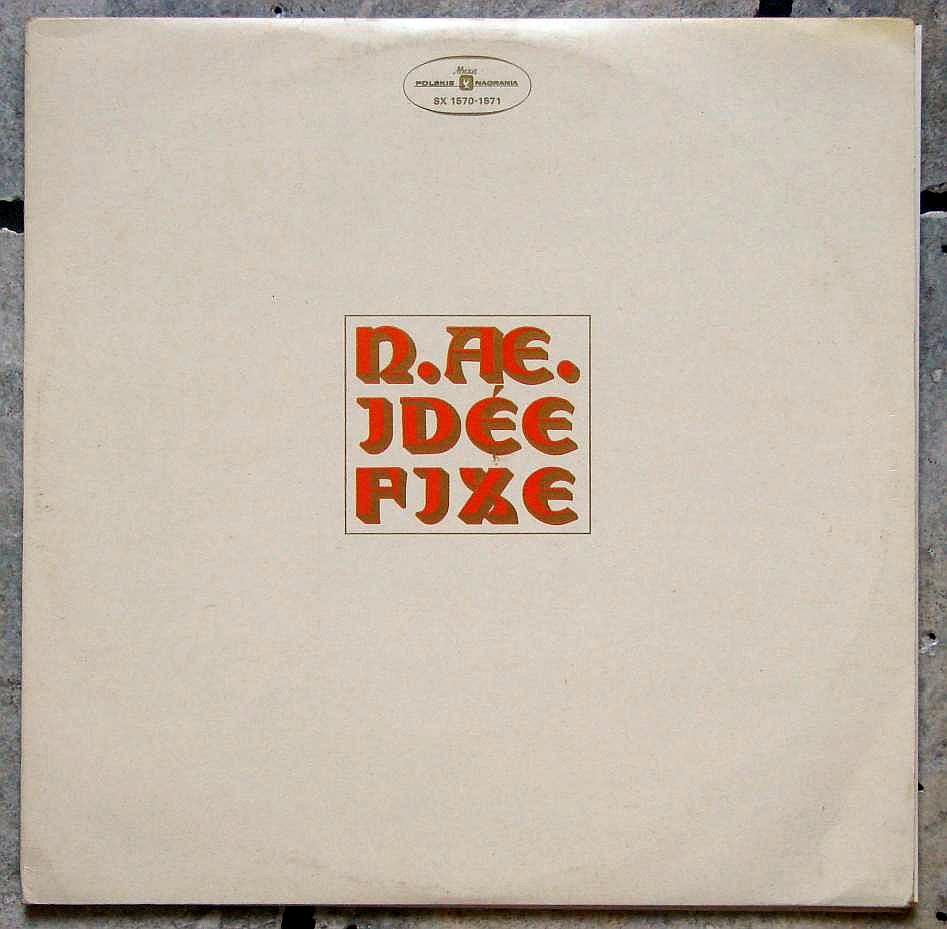 Muza
POLSKIE NAGRANIA
SX 1570-1571
N.AE.
IDÉE
FIXE